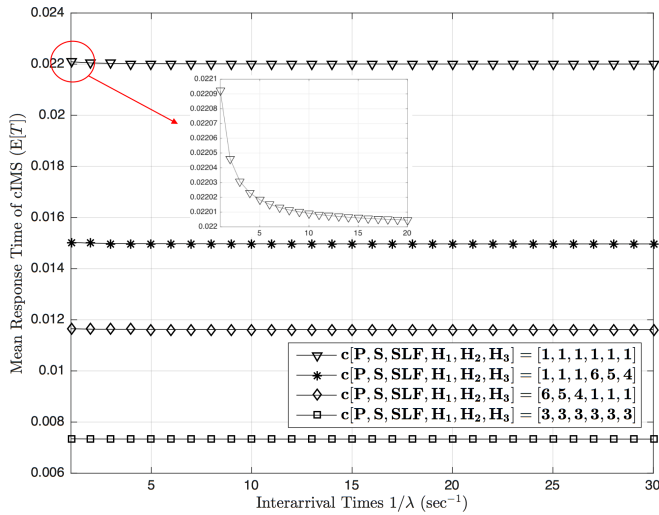 0.024
0.022
0.02
0.018
0.016
0.014
0.012
0.01
0.008
0.006
Mean Response Time of cIMS (E[T])
0.0221
0.02209
0.02208
0.02207
0.02206
0.02205
0.02204
0.02203
0.02202
0.02201
0.022
5 10 15 20
c[P, S, SLF, H₁, H₂, H₃] = [1, 1, 1, 1, 1, 1]
c[P, S, SLF, H₁, H₂, H₃] = [1, 1, 1, 6, 5, 4]
c[P, S, SLF, H₁, H₂, H₃] = [6, 5, 4, 1, 1, 1]
c[P, S, SLF, H₁, H₂, H₃] = [3, 3, 3, 3, 3, 3]
5 10 15 20 25 30
Interarrival Times 1/λ (sec⁻¹)